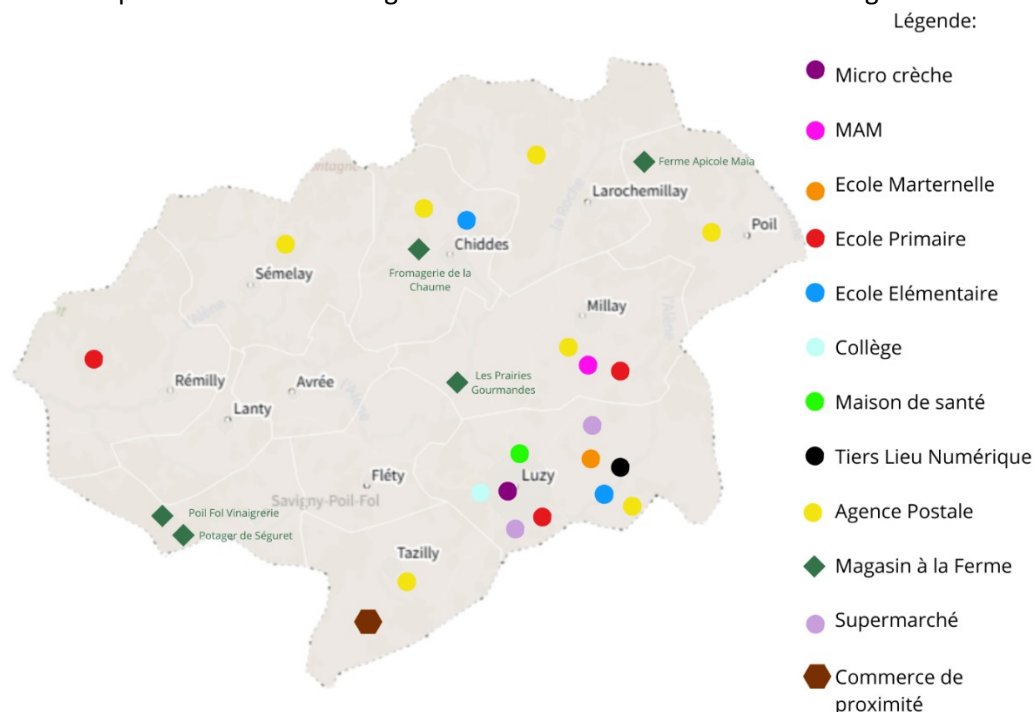 Légende:
Micro crèche
MAM
Ecole Marternelle
Ecole Primaire
Ecole Elémentaire
Collège
Maison de santé
Tiers Lieu Numérique
Agence Postale
Magasin à la Ferme
Supermarché
Commerce de
proximité
Ferme Apicole Maïa
Larochemillay
la Roche
Poil
Chiddes
Fromagerie de la
Chaume
Sémelay
Millay
Les Prairies
Gourmandes
Rémilly
Avrée
Lanty
Luzy
Fléty
Savigny-Poil-Fol
Poil Fol Vinaigrerie
Potager de Séguret
Tazilly